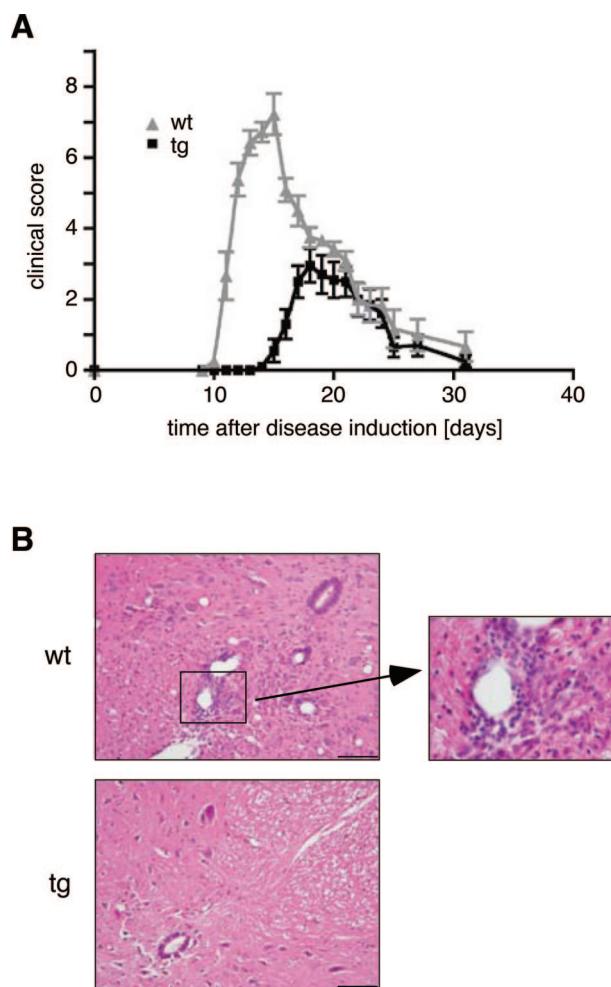 A
8
wt
tg
6
clinical score
4
2
0
0
10
20
30
40
time after disease induction [days]
B
wt
tg